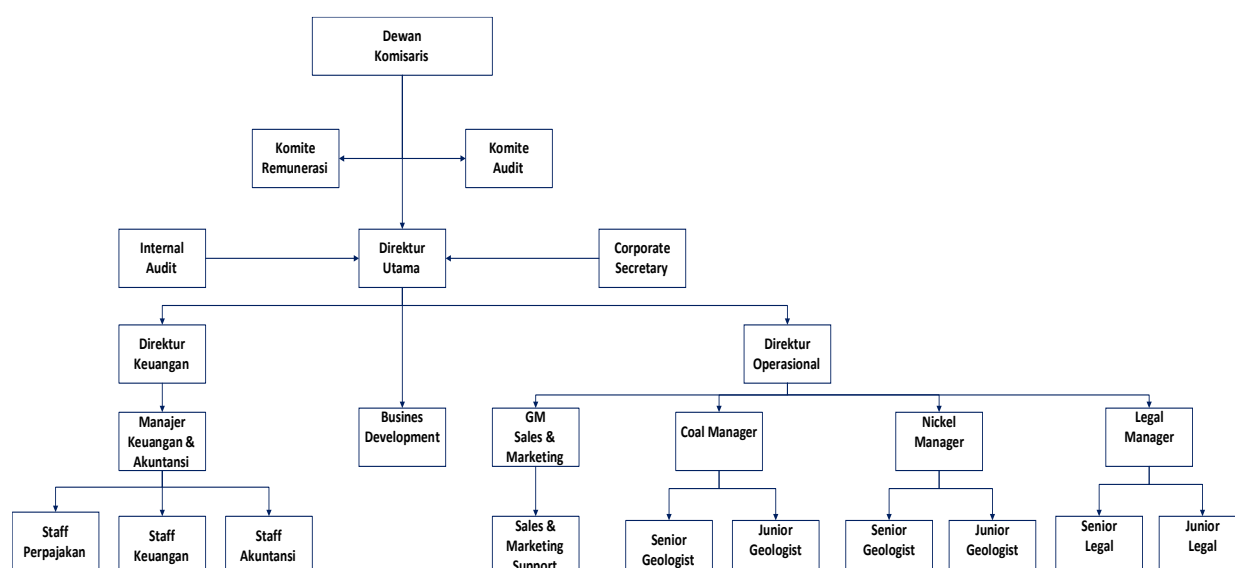 Dewan
Komisaris
Komite
Remunerasi
Komite
Audit
Internal
Audit
Direktur
Utama
Corporate
Secretary
Direktur
Keuangan
Direktur
Operasional
Manajer
Keuangan &
Akuntansi
Busines
Development
GM
Sales &
Marketing
Coal Manager
Nickel
Manager
Legal
Manager
Staff
Perpajakan
Staff
Keuangan
Staff
Akuntansi
Sales &
Marketing
Support
Senior
Geologist
Junior
Geologist
Senior
Geologist
Junior
Geologist
Senior
Legal
Junior
Legal